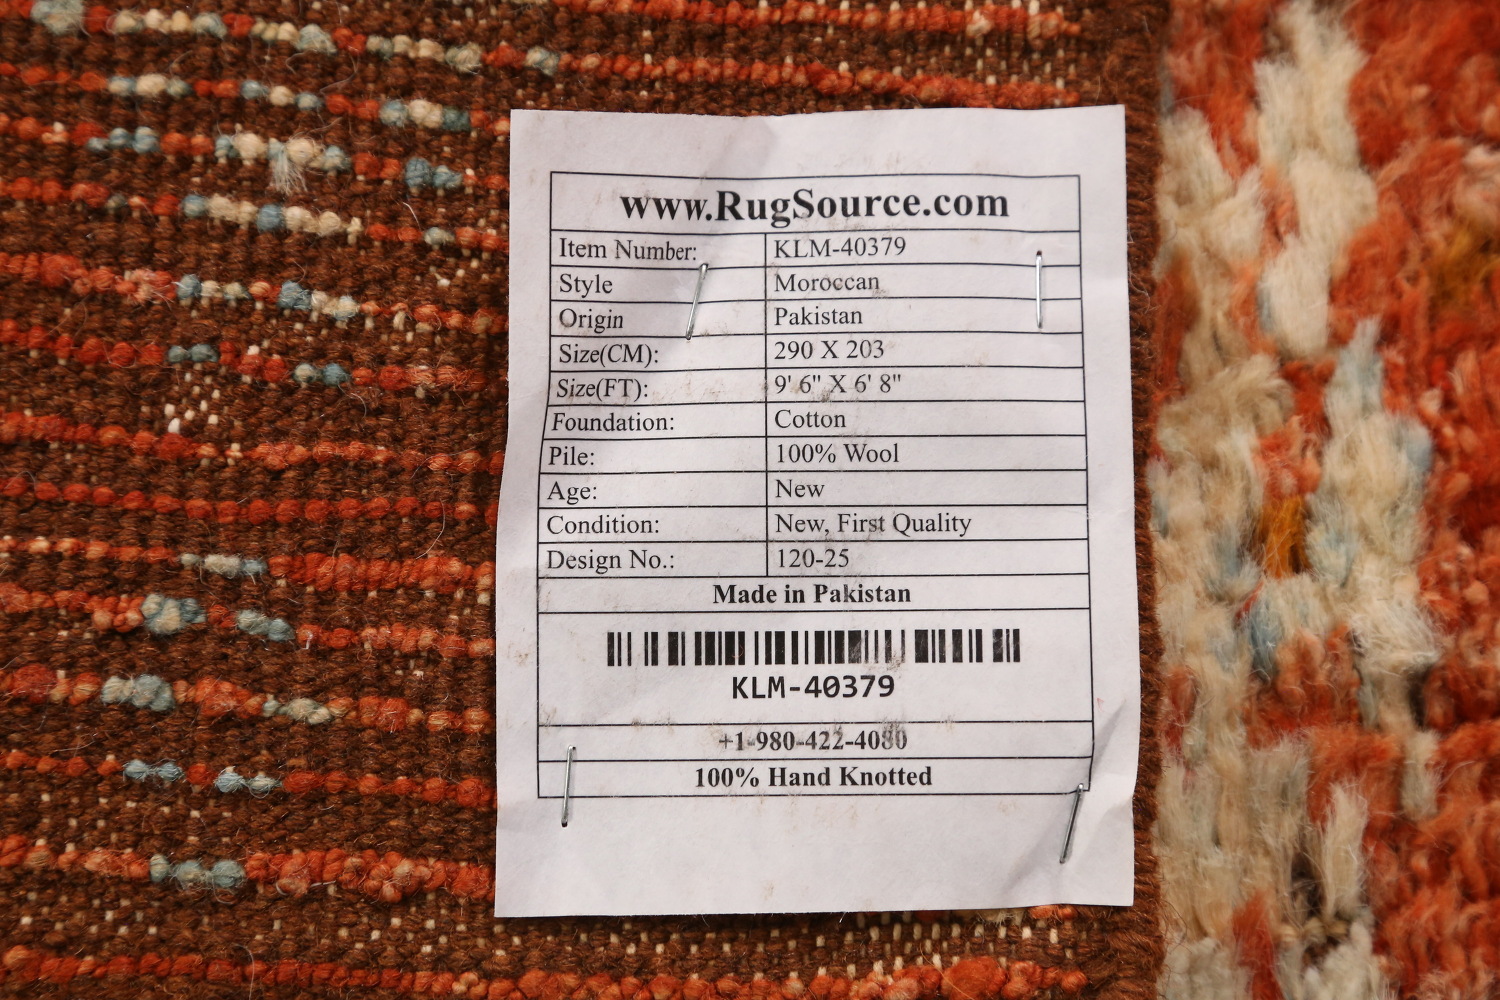 www.RugSource.com
Item Number: KLM-40379
Style Moroccan
Origin Pakistan
Size(CM): 290 X 203
Size(FT): 9' 6" X 6' 8"
Foundation: Cotton
Pile: 100% Wool
Age: New
Condition: New, First Quality
Design No.: 120-25
Made in Pakistan
KLM-40379
+1-980-422-4080
100% Hand Knotted